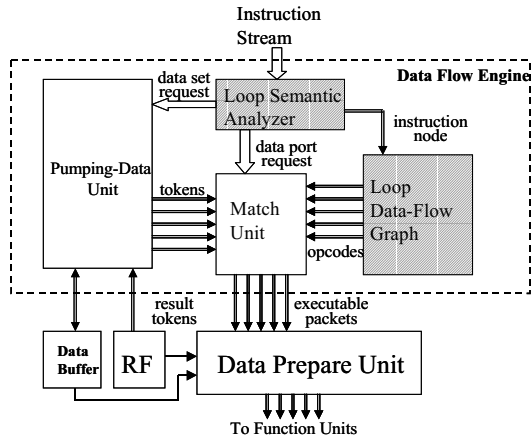 Instruction
Stream
Data Flow Engine
data set
request
Loop Semantic
Analyzer
instruction
node
data port
request
Pumping-Data
Unit
tokens
Match
Unit
Loop
Data-Flow
Graph
opcodes
result
tokens
executable
packets
Data
Buffer
RF
Data Prepare Unit
To Function Units